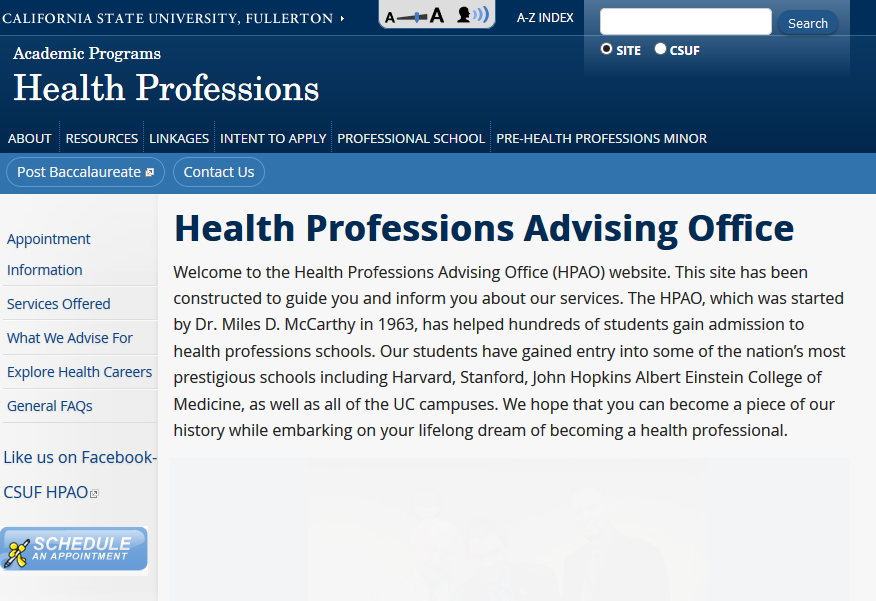 CALIFORNIA STATE UNIVERSITY, FULLERTON
A A
A-Z INDEX
Search
SITE CSUF
Academic Programs
Health Professions
ABOUT RESOURCES LINKAGES INTENT TO APPLY PROFESSIONAL SCHOOL PRE-HEALTH PROFESSIONS MINOR
Post Baccalaureate Contact Us
Appointment
Information
Services Offered
What We Advise For
Explore Health Careers
General FAQs
Like us on Facebook-
CSUF HPAO
SCHEDULE
AN APPOINTMENT
Health Professions Advising Office
Welcome to the Health Professions Advising Office (HPAO) website. This site has been
constructed to guide you and inform you about our services. The HPAO, which was started
by Dr. Miles D. McCarthy in 1963, has helped hundreds of students gain admission to
health professions schools. Our students have gained entry into some of the nation’s most
prestigious schools including Harvard, Stanford, John Hopkins Albert Einstein College of
Medicine, as well as all of the UC campuses. We hope that you can become a piece of our
history while embarking on your lifelong dream of becoming a health professional.